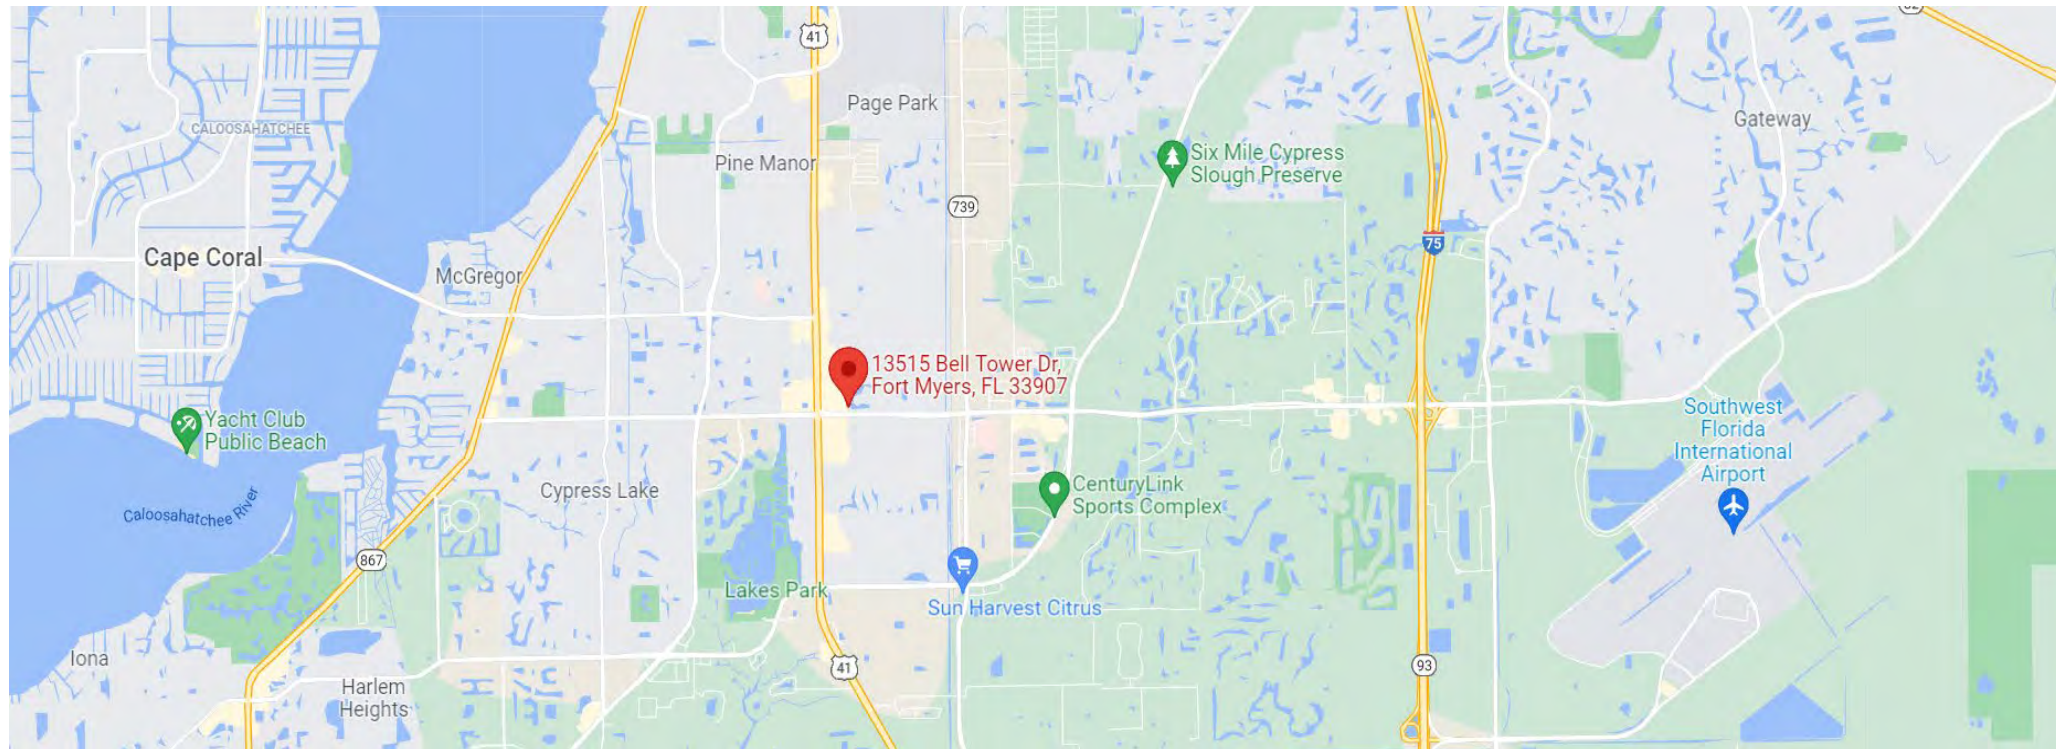 41
82
Page Park
CALOOSAHATCHEE
Gateway
Pine Manor
Six Mile Cypress
Slough Preserve
739
75
Cape Coral
McGregor
13515 Bell Tower Dr,
Fort Myers, FL 33907
Yacht Club
Public Beach
Southwest
Florida
International
Airport
Cypress Lake
CenturyLink
Sports Complex
Caloosahatchee River
867
Lakes Park
Sun Harvest Citrus
Iona
41
93
Harlem
Heights